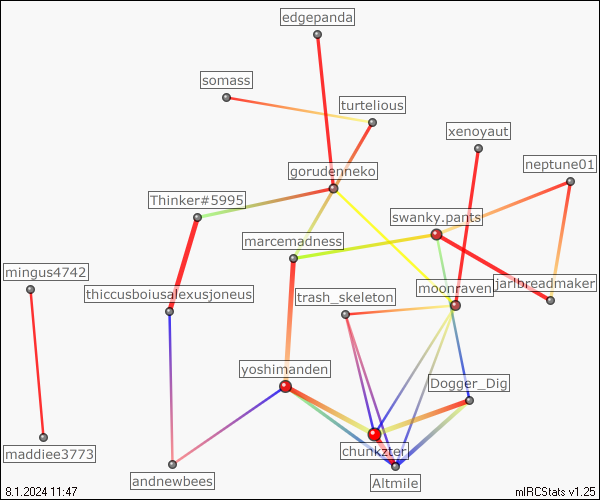 edgepanda
somass
turtelious
xenoyaut
neptune01
gorudenneko
Thinker#5995
swanky.pants
marcemadness
mingus4742
thiccusboiusalexusjoneus
trash_skeleton
moonraven
jarlbreadmaker
yoshimanden
Dogger_Dig
chunkzter
maddiee3773
andnewbees
Altmile
8.1.2024 11:47
mIRCStats v1.25